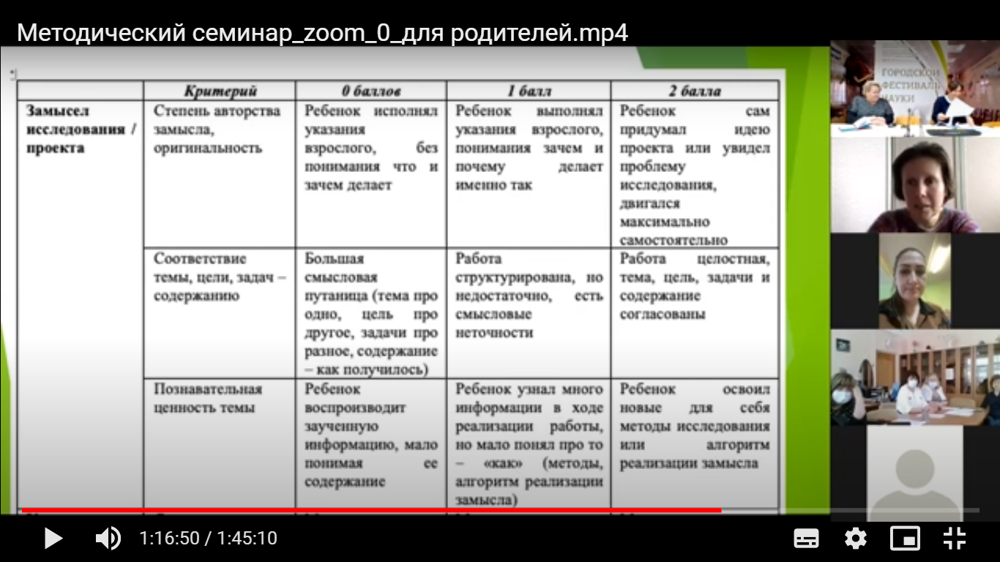 Методический семинар_zoom_0_для родителей.mp4
Критерий
0 баллов
1 балл
2 балла
Замысел
исследования /
проекта
Степень авторства
замысла,
оригинальность
Ребенок исполнял
указания
взрослого, без
понимания что и
зачем делает
Ребенок выполнял
указания взрослого,
понимания зачем и
почему делает
именно так
Ребенок сам
придумал идею
проекта или увидел
проблему
исследования,
двигался
максимально
самостоятельно
Соответствие
темы, цели, задач –
содержанию
Большая
смысловая
путаница (тема про
одно, цель про
другое, задачи про
разное, содержание
– как получилось)
Работа
структурирована, но
недостаточно, есть
смысловые
неточности
Работа целостная,
тема, цель, задачи и
содержание
согласованы
Познавательная
ценность темы
Ребенок
воспроизводит
заученную
информацию, мало
понимая ее
содержание
Ребенок узнал много
информации в ходе
реализации работы,
но мало понял про то
– «как» (методы,
алгоритм реализации
замысла)
Ребенок освоил
новые для себя
методы исследования
или алгоритм
реализации замысла
ГОРОДСКОЙ
ФЕСТИВАЛЬ
НАУКИ
1:16:50 / 1:45:10